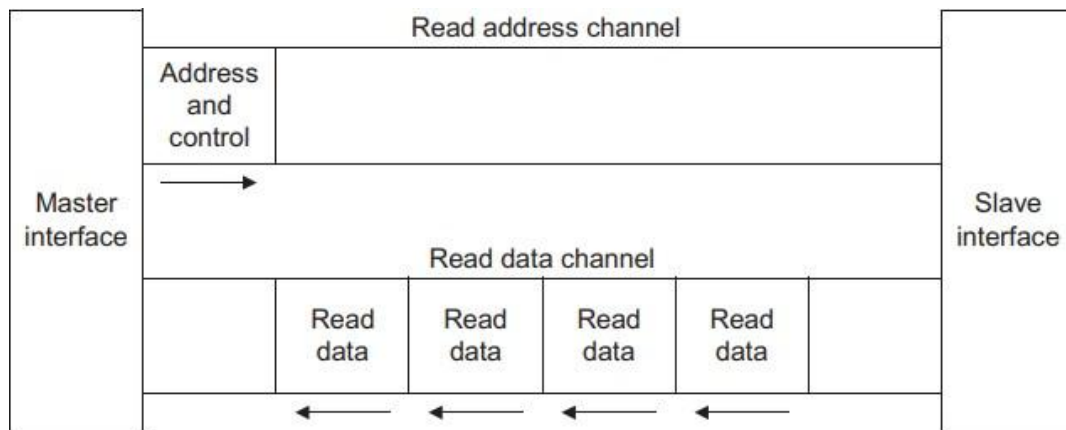 Read address channel
Address
and
control
Master
interface
Slave
interface
Read data channel
Read
data
Read
data
Read
data
Read
data